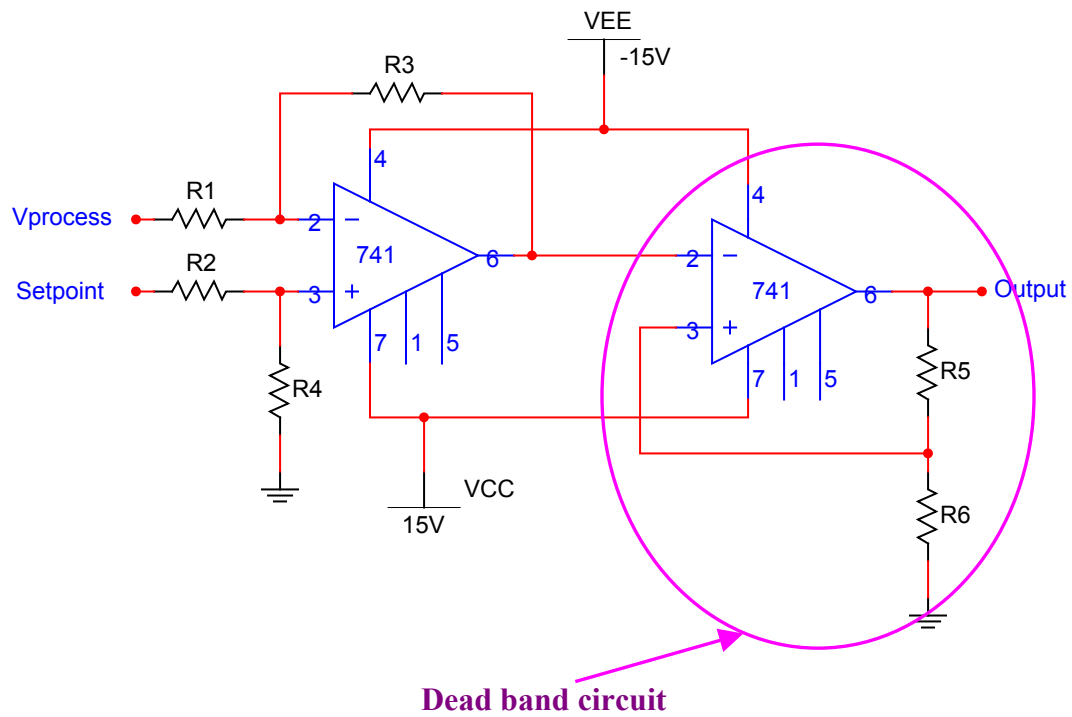 VEE
-15V
R3
4
R1
Vprocess
2
−
741
6
R2
Setpoint
3
+
7
1
5
R4
4
2
−
741
6
Output
3
+
7
1
5
R5
VCC
15V
R6
Dead band circuit